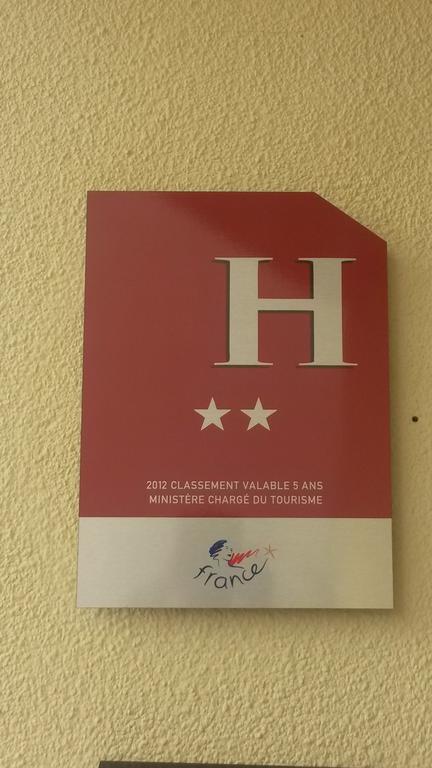 H
2012 CLASSEMENT VALABLE 5 ANS
MINISTÈRE CHARGÉ DU TOURISME
france